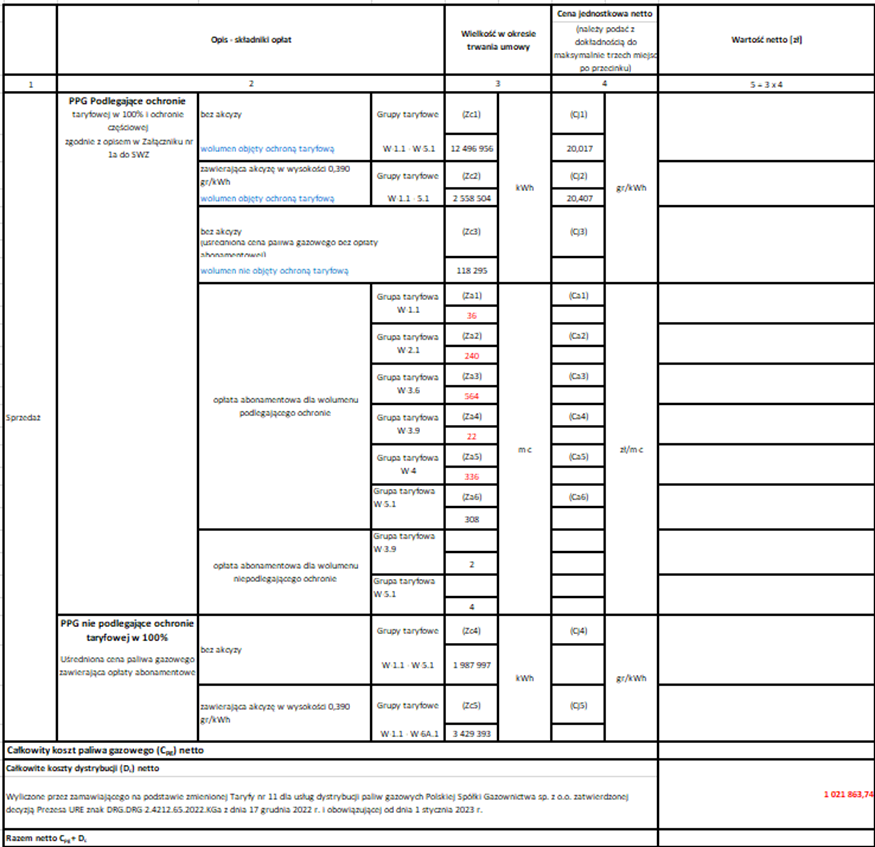 Opis - składniki opłat
Wielkość w okresie
trwania umowy
Cena jednostkowa netto
(należy podać z
dokładnością do
maksymalnie trzech miejsc
po przecinku)
Wartość netto [zł]
1
2
3
4
5 = 3 x 4
Sprzedaż
PPG Podlegające ochronie
taryfowej w 100% i ochronie
częściowej
zgodnie z opisem w Załączniku nr
1a do SWZ
bez akcyzy
wolumen objęty ochroną taryfową
Grupy taryfowe
W-1.1 - W-5.1
(Zc1)
12 496 956
(Cj1)
20,017
zawierająca akcyzę w wysokości 0,390
gr/kWh
wolumen objęty ochroną taryfową
Grupy taryfowe
W-1.1 - 5.1
(Zc2)
2 558 504
kWh
(Cj2)
20,407
gr/kWh
bez akcyzy
(uśredniona cena paliwa gazowego bez opłaty
abonamentowej)
wolumen nie objęty ochroną taryfową
(Zc3)
118 295
(Cj3)
opłata abonamentowa dla wolumenu
podlegającego ochronie
Grupa taryfowa
W-1.1
(Za1)
36
(Ca1)
Grupa taryfowa
W-2.1
(Za2)
240
(Ca2)
Grupa taryfowa
W-3.6
(Za3)
564
(Ca3)
Grupa taryfowa
W-3.9
(Za4)
22
(Ca4)
m-c
zł/m-c
Grupa taryfowa
W-4
(Za5)
336
(Ca5)
Grupa taryfowa
W-5.1
(Za6)
308
(Ca6)
opłata abonamentowa dla wolumenu
niepodlegającego ochronie
Grupa taryfowa
W-3.9
2
Grupa taryfowa
W-5.1
4
PPG nie podlegające ochronie
taryfowej w 100%
Uśredniona cena paliwa gazowego
zawierająca opłaty abonamentowe
bez akcyzy
Grupy taryfowe
W-1.1 - W-5.1
(Zc4)
1 987 997
(Cj4)
kWh
gr/kWh
zawierająca akcyzę w wysokości 0,390
gr/kWh
Grupy taryfowe
W-1.1 - W-6A.1
(Zc5)
3 429 393
(Cj5)
Całkowity koszt paliwa gazowego (Cpg) netto
Całkowite koszty dystrybucji (Ds) netto
Wyliczone przez zamawiającego na podstawie zmienionej Taryfy nr 11 dla usług dystrybucji paliw gazowych Polskiej Spółki Gazownictwa sp. z o.o. zatwierdzonej
decyzją Prezesa URE znak DRG.DRG-2.4212.65.2022.KGa z dnia 17 grudnia 2022 r. i obowiązującej od dnia 1 stycznia 2023 r.
1 021 863,74
Razem netto Cpg + Ds